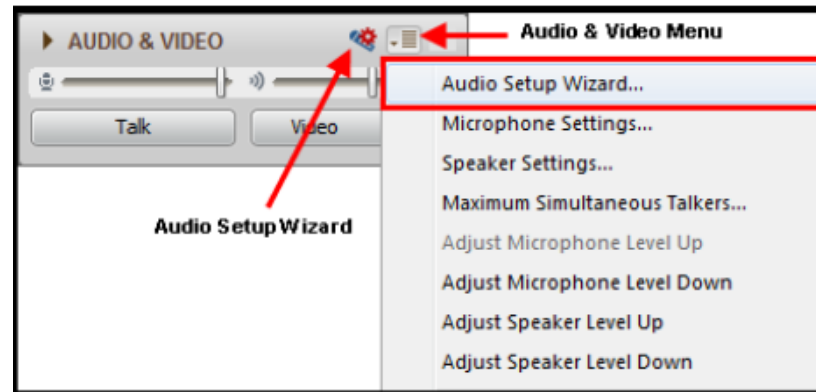 AUDIO & VIDEO
Audio & Video Menu
Talk
Video
Audio Setup Wizard
Audio Setup Wizard...
Microphone Settings...
Speaker Settings...
Maximum Simultaneous Talkers...
Adjust Microphone Level Up
Adjust Microphone Level Down
Adjust Speaker Level Up
Adjust Speaker Level Down